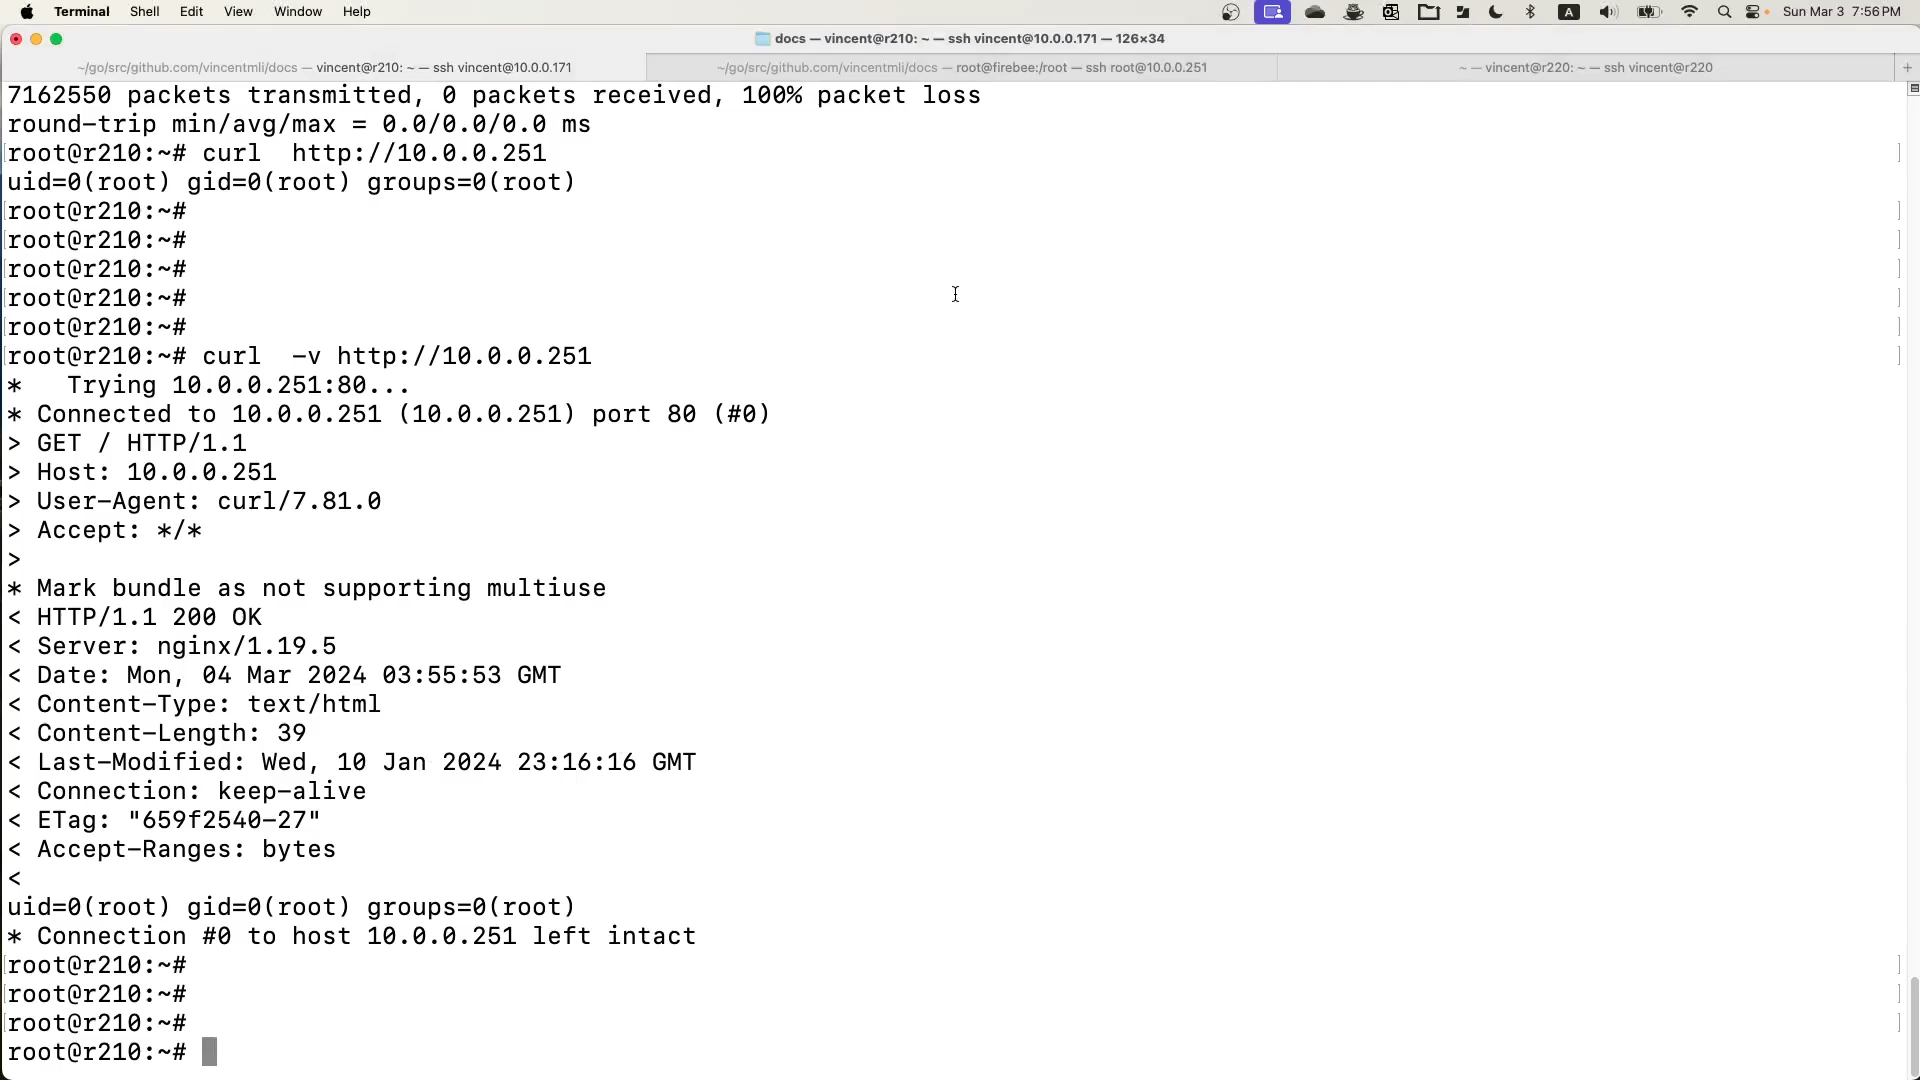 Terminal Shell Edit View Window Help A Sun Mar 3 7:56 PM
docs — vincent@r210: ~ — ssh vincent@10.0.0.171 — 126×34
~/go/src/github.com/vincentmli/docs — vincent@r210: ~ — ssh vincent@10.0.0.171 ~/go/src/github.com/vincentmli/docs — root@firebee:/root — ssh root@10.0.0.251 ~ — vincent@r220: ~ — ssh vincent@r220 +
7162550 packets transmitted, 0 packets received, 100% packet loss
round-trip min/avg/max = 0.0/0.0/0.0 ms
root@r210:~# curl  http://10.0.0.251
uid=0(root) gid=0(root) groups=0(root)
root@r210:~#
root@r210:~#
root@r210:~#
root@r210:~#
root@r210:~#
root@r210:~# curl  -v http://10.0.0.251
*   Trying 10.0.0.251:80...
* Connected to 10.0.0.251 (10.0.0.251) port 80 (#0)
> GET / HTTP/1.1
> Host: 10.0.0.251
> User-Agent: curl/7.81.0
> Accept: */*
>
* Mark bundle as not supporting multiuse
< HTTP/1.1 200 OK
< Server: nginx/1.19.5
< Date: Mon, 04 Mar 2024 03:55:53 GMT
< Content-Type: text/html
< Content-Length: 39
< Last-Modified: Wed, 10 Jan 2024 23:16:16 GMT
< Connection: keep-alive
< ETag: "659f2540-27"
< Accept-Ranges: bytes
<
uid=0(root) gid=0(root) groups=0(root)
* Connection #0 to host 10.0.0.251 left intact
root@r210:~#
root@r210:~#
root@r210:~#
root@r210:~#